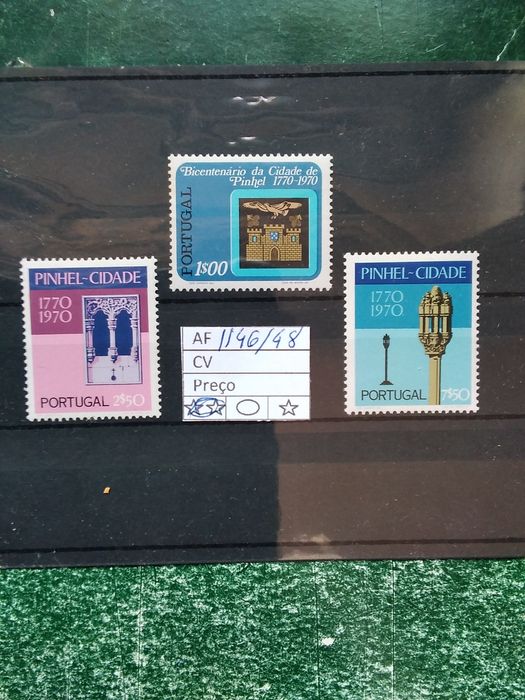 Bicentenário da Cidade de
Pinhel 1770-1970
PORTUGAL
1$00
PINHEL-CIDADE
1770
1970
PORTUGAL 2$50
AF 1146/48
CV
Preço
PINHEL-CIDADE
1770
1970
PORTUGAL 7$50